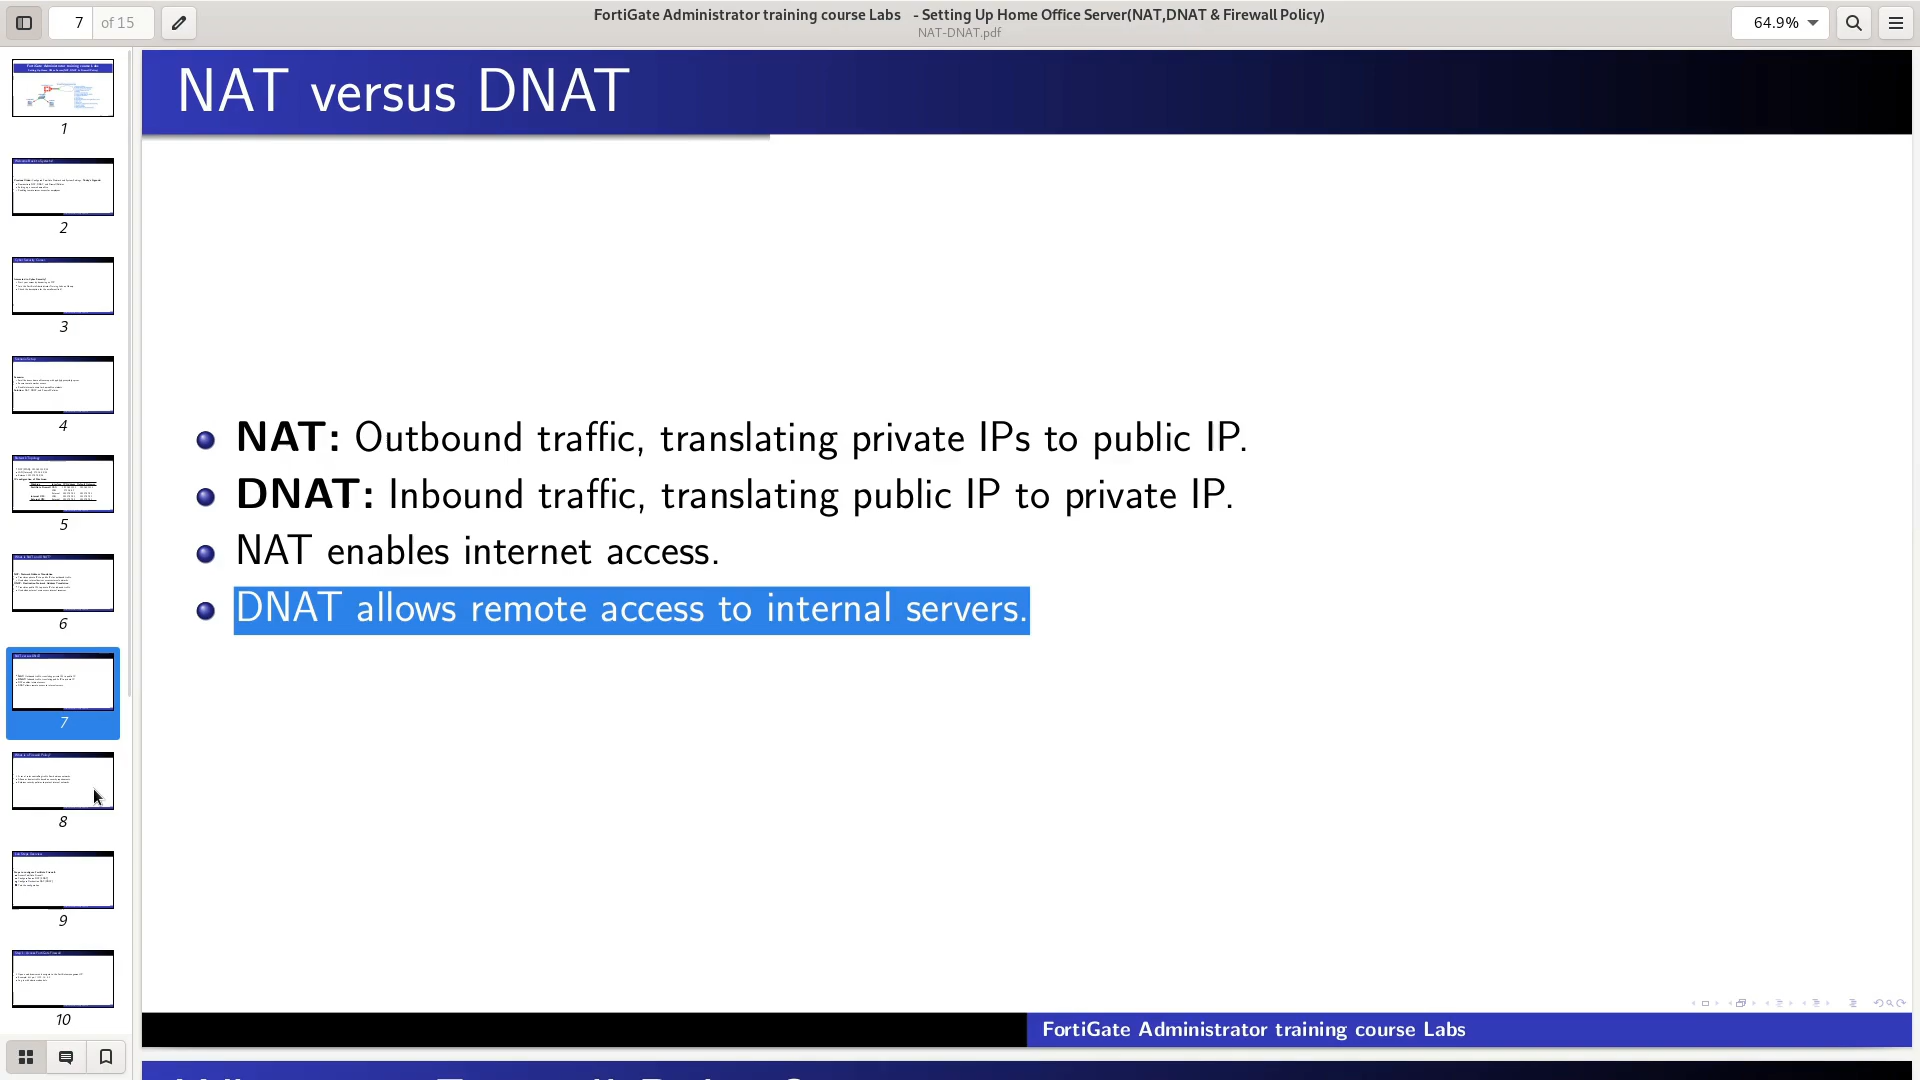 7 of 15
FortiGate Administrator training course Labs - Setting Up Home Office Server(NAT,DNAT & Firewall Policy)
NAT-DNAT.pdf
64.9%
1
2
3
4
5
6
7
8
9
10
NAT versus DNAT
NAT: Outbound traffic, translating private IPs to public IP.
DNAT: Inbound traffic, translating public IP to private IP.
NAT enables internet access.
DNAT allows remote access to internal servers.
FortiGate Administrator training course Labs